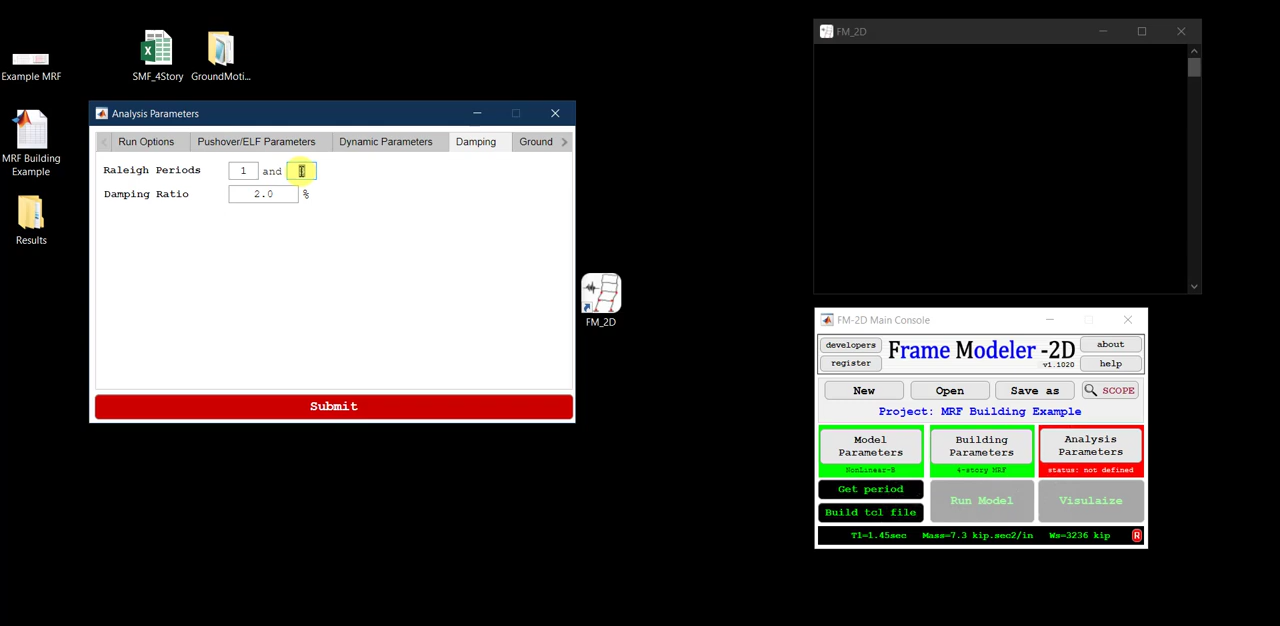 Example MRF
SMF_4Story
GroundMoti...
MRF Building
Example
Results
Analysis Parameters
Run Options
Pushover/ELF Parameters
Dynamic Parameters
Damping
Ground
Raleigh Periods
1
and
Damping Ratio
2.0
%
Submit
FM_2D
FM_2D
FM-2D Main Console
developers
register
Frame Modeler -2D
v1.1020
about
help
New
Open
Save as
SCOPE
Project: MRF Building Example
Model
Parameters
NonLinear-B
Building
Parameters
4-story MRF
Analysis
Parameters
status: not defined
Get period
Build tcl file
Run Model
Visulaize
T1=1.45sec
Mass=7.3 kip.sec2/in
Ws=3236 kip
R